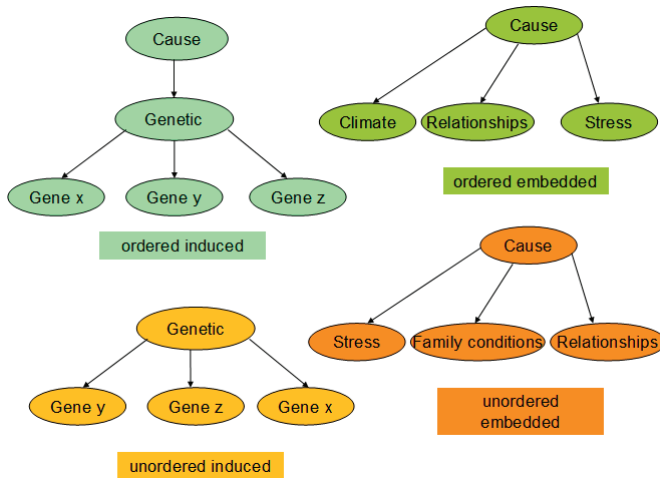 Cause
Genetic
Gene x
Gene y
Gene z
ordered induced
Cause
Climate
Relationships
Stress
ordered embedded
Genetic
Gene y
Gene z
Gene x
unordered induced
Cause
Stress
Family conditions
Relationships
unordered
embedded